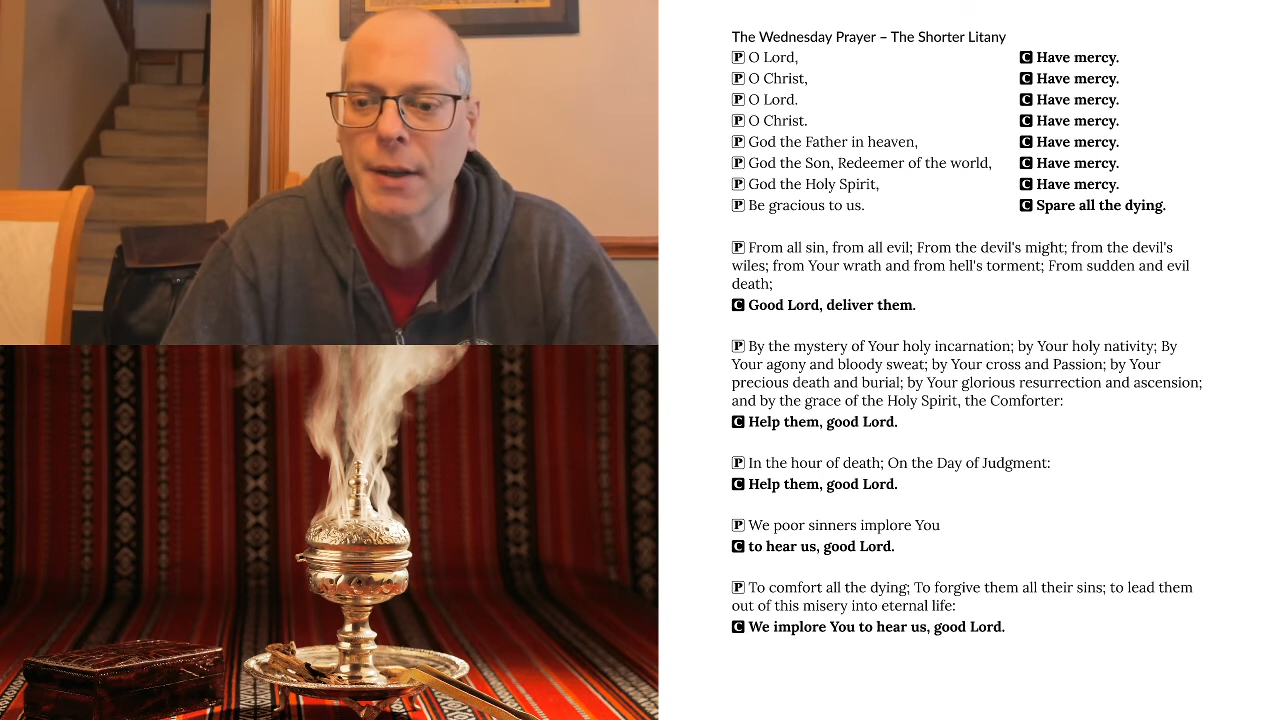 The Wednesday Prayer – The Shorter Litany
P O Lord, C Have mercy.
P O Christ, C Have mercy.
P O Lord. C Have mercy.
P O Christ. C Have mercy.
P God the Father in heaven, C Have mercy.
P God the Son, Redeemer of the world, C Have mercy.
P God the Holy Spirit, C Have mercy.
P Be gracious to us. C Spare all the dying.
P From all sin, from all evil; From the devil's might; from the devil's
wiles; from Your wrath and from hell's torment; From sudden and evil
death;
C Good Lord, deliver them.
P By the mystery of Your holy incarnation; by Your holy nativity; By
Your agony and bloody sweat; by Your cross and Passion; by Your
precious death and burial; by Your glorious resurrection and ascension;
and by the grace of the Holy Spirit, the Comforter:
C Help them, good Lord.
P In the hour of death; On the Day of Judgment:
C Help them, good Lord.
P We poor sinners implore You
C to hear us, good Lord.
P To comfort all the dying; To forgive them all their sins; to lead them
out of this misery into eternal life:
C We implore You to hear us, good Lord.